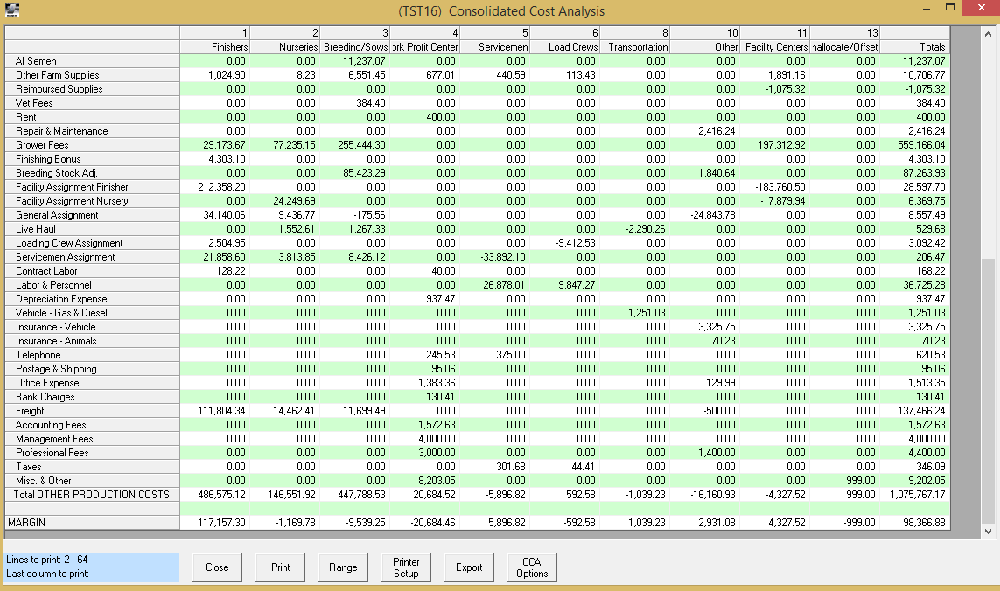 (TST16) Consolidated Cost Analysis
1 2 3 4 5 6 8 10 11 13
Finishers Nurseries Breeding/Sows ork Profit Center Servicemen Load Crews Transportation Other Facility Centers nallocate/Offset Totals
AI Semen 0.00 0.00 11,237.07 0.00 0.00 0.00 0.00 0.00 0.00 0.00 11,237.07
Other Farm Supplies 1,024.90 8.23 6,551.45 677.01 440.59 113.43 0.00 0.00 1,891.16 0.00 10,706.77
Reimbursed Supplies 0.00 0.00 0.00 0.00 0.00 0.00 0.00 0.00 -1,075.32 0.00 -1,075.32
Vet Fees 0.00 0.00 384.40 0.00 0.00 0.00 0.00 0.00 0.00 0.00 384.40
Rent 0.00 0.00 0.00 400.00 0.00 0.00 0.00 0.00 0.00 0.00 400.00
Repair & Maintenance 0.00 0.00 0.00 0.00 0.00 0.00 0.00 2,416.24 0.00 0.00 2,416.24
Grower Fees 29,173.67 77,235.15 255,444.30 0.00 0.00 0.00 0.00 0.00 197,312.92 0.00 559,166.04
Finishing Bonus 14,303.10 0.00 0.00 0.00 0.00 0.00 0.00 0.00 0.00 0.00 14,303.10
Breeding Stock Adj. 0.00 0.00 85,423.29 0.00 0.00 0.00 0.00 1,840.64 0.00 0.00 87,263.93
Facility Assignment Finisher 212,358.20 0.00 0.00 0.00 0.00 0.00 0.00 0.00 -183,760.50 0.00 28,597.70
Facility Assignment Nursery 0.00 24,249.69 0.00 0.00 0.00 0.00 0.00 0.00 -17,879.94 0.00 6,369.75
General Assignment 34,140.06 9,436.77 -175.56 0.00 0.00 0.00 0.00 -24,843.78 0.00 0.00 18,557.49
Live Haul 0.00 1,552.61 1,267.33 0.00 0.00 0.00 -2,290.26 0.00 0.00 0.00 529.68
Loading Crew Assignment 12,504.95 0.00 0.00 0.00 0.00 -9,412.53 0.00 0.00 0.00 0.00 3,092.42
Servicemen Assignment 21,858.60 3,813.85 8,426.12 0.00 -33,892.10 0.00 0.00 0.00 0.00 0.00 206.47
Contract Labor 128.22 0.00 0.00 40.00 0.00 0.00 0.00 0.00 0.00 0.00 168.22
Labor & Personnel 0.00 0.00 0.00 0.00 26,878.01 9,847.27 0.00 0.00 0.00 0.00 36,725.28
Depreciation Expense 0.00 0.00 0.00 937.47 0.00 0.00 0.00 0.00 0.00 0.00 937.47
Vehicle - Gas & Diesel 0.00 0.00 0.00 0.00 0.00 0.00 1,251.03 0.00 0.00 0.00 1,251.03
Insurance - Vehicle 0.00 0.00 0.00 0.00 0.00 0.00 0.00 3,325.75 0.00 0.00 3,325.75
Insurance - Animals 0.00 0.00 0.00 0.00 0.00 0.00 0.00 70.23 0.00 0.00 70.23
Telephone 0.00 0.00 0.00 245.53 375.00 0.00 0.00 0.00 0.00 0.00 620.53
Postage & Shipping 0.00 0.00 0.00 95.06 0.00 0.00 0.00 0.00 0.00 0.00 95.06
Office Expense 0.00 0.00 0.00 1,383.36 0.00 0.00 0.00 129.99 0.00 0.00 1,513.35
Bank Charges 0.00 0.00 0.00 130.41 0.00 0.00 0.00 0.00 0.00 0.00 130.41
Freight 111,804.34 14,462.41 11,699.49 0.00 0.00 0.00 0.00 -500.00 0.00 0.00 137,466.24
Accounting Fees 0.00 0.00 0.00 1,572.63 0.00 0.00 0.00 0.00 0.00 0.00 1,572.63
Management Fees 0.00 0.00 0.00 4,000.00 0.00 0.00 0.00 0.00 0.00 0.00 4,000.00
Professional Fees 0.00 0.00 0.00 3,000.00 0.00 0.00 0.00 1,400.00 0.00 0.00 4,400.00
Taxes 0.00 0.00 0.00 0.00 301.68 44.41 0.00 0.00 0.00 0.00 346.09
Misc. & Other 0.00 0.00 0.00 8,203.05 0.00 0.00 0.00 0.00 0.00 999.00 9,202.05
Total OTHER PRODUCTION COSTS 486,575.12 146,551.92 447,788.53 20,684.52 -5,896.82 592.58 -1,039.23 -16,160.93 -4,327.52 999.00 1,075,767.17
MARGIN 117,157.30 -1,169.78 -9,539.25 -20,684.46 5,896.82 -592.58 1,039.23 2,931.08 4,327.52 -999.00 98,366.88
Lines to print: 2 - 64
Last column to print:
Close Print Range Printer Setup Export CCA Options